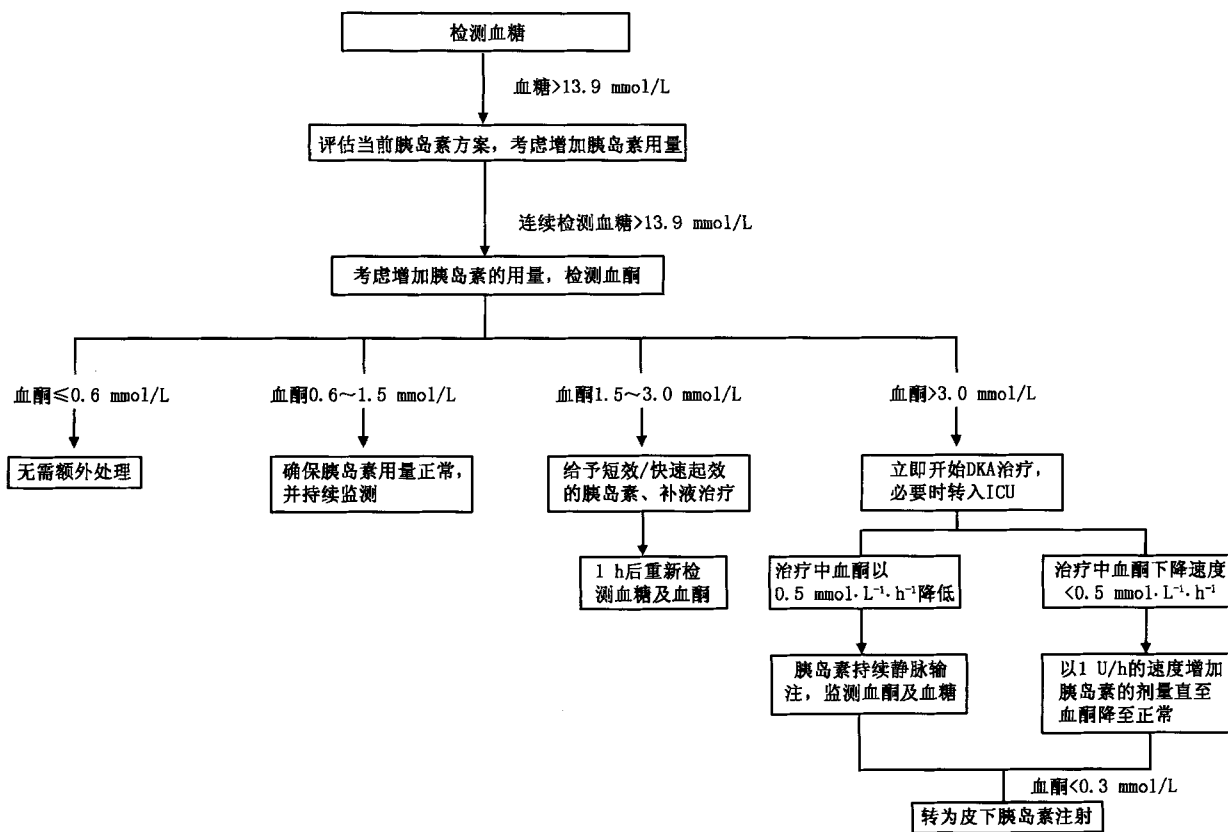 检测血糖
血糖>13.9 mmol/L
评估当前胰岛素方案，考虑增加胰岛素用量
连续检测血糖>13.9 mmol/L
考虑增加胰岛素的用量，检测血酮
血酮≤0.6 mmol/L
血酮0.6～1.5 mmol/L
血酮1.5～3.0 mmol/L
血酮>3.0 mmol/L
无需额外处理
确保胰岛素用量正常，
并持续监测
给予短效/快速起效
的胰岛素、补液治疗
立即开始DKA治疗，
必要时转入ICU
1 h后重新检
测血糖及血酮
治疗中血酮以
0.5 mmol·L⁻¹·h⁻¹降低
治疗中血酮下降速度
<0.5 mmol·L⁻¹·h⁻¹
胰岛素持续静脉输
注，监测血酮及血糖
以1 U/h的速度增加
胰岛素的剂量直至
血酮降至正常
血酮<0.3 mmol/L
转为皮下胰岛素注射